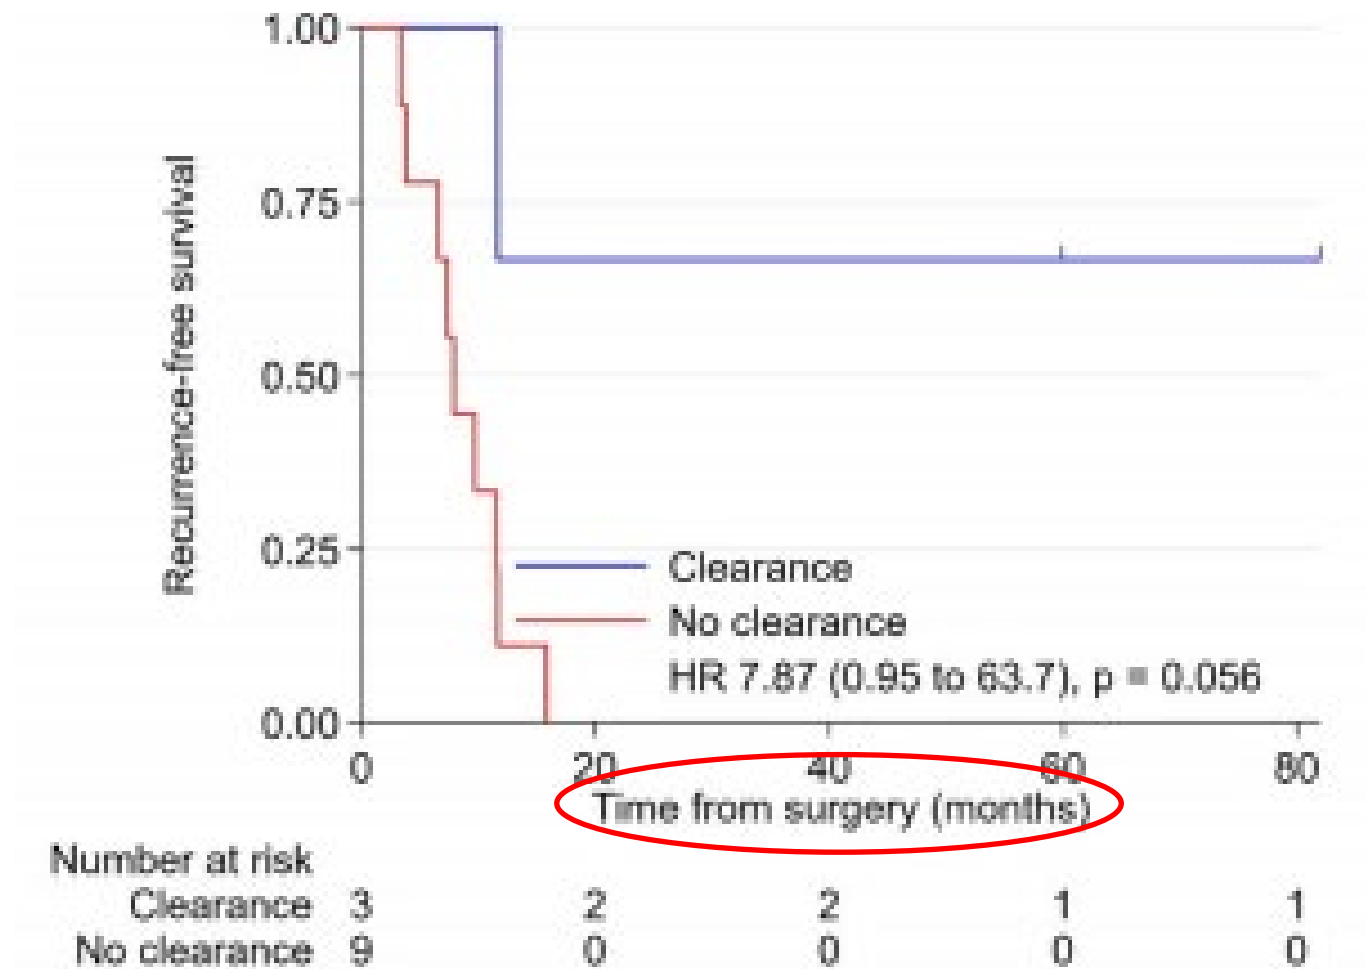 1.00
0.75
0.50
0.25
0.00
Recurrence-free survival
Clearance
No clearance
HR 7.87 (0.95 to 63.7), p = 0.056
0 20 40 60 80
Time from surgery (months)
Number at risk
Clearance 3 2 2 1 1
No clearance 9 0 0 0 0